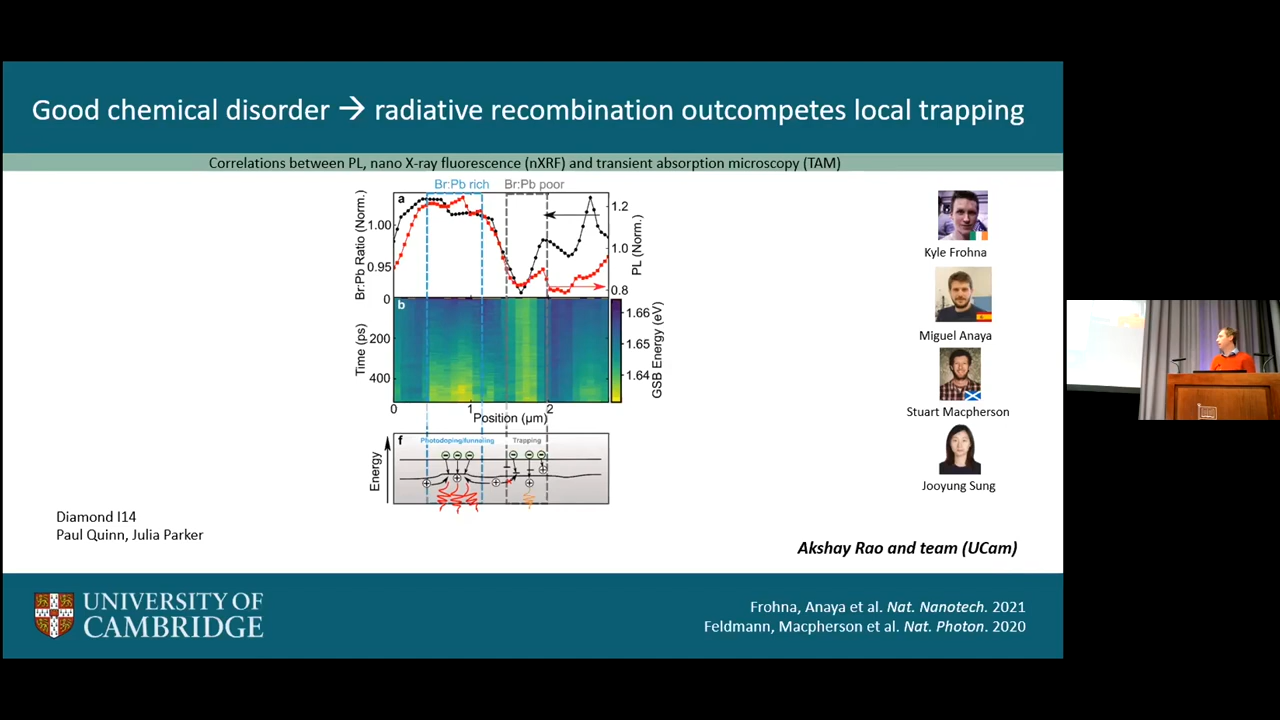 Good chemical disorder → radiative recombination outcompetes local trapping
Correlations between PL, nano X-ray fluorescence (nXRF) and transient absorption microscopy (TAM)
Br:Pb rich
Br:Pb poor
a
Br:Pb Ratio (Norm.)
1.00
0.95
1.2
1.0
0.8
PL (Norm.)
b
Time (ps)
0
200
400
1.66
1.65
1.64
GSB Energy (eV)
0
1
2
Position (μm)
f
Photodoping/funneling
Trapping
Energy
Kyle Frohna
Miguel Anaya
Stuart Macpherson
Jooyung Sung
Diamond I14
Paul Quinn, Julia Parker
Akshay Rao and team (UCam)
UNIVERSITY OF
CAMBRIDGE
Frohna, Anaya et al. Nat. Nanotech. 2021
Feldmann, Macpherson et al. Nat. Photon. 2020